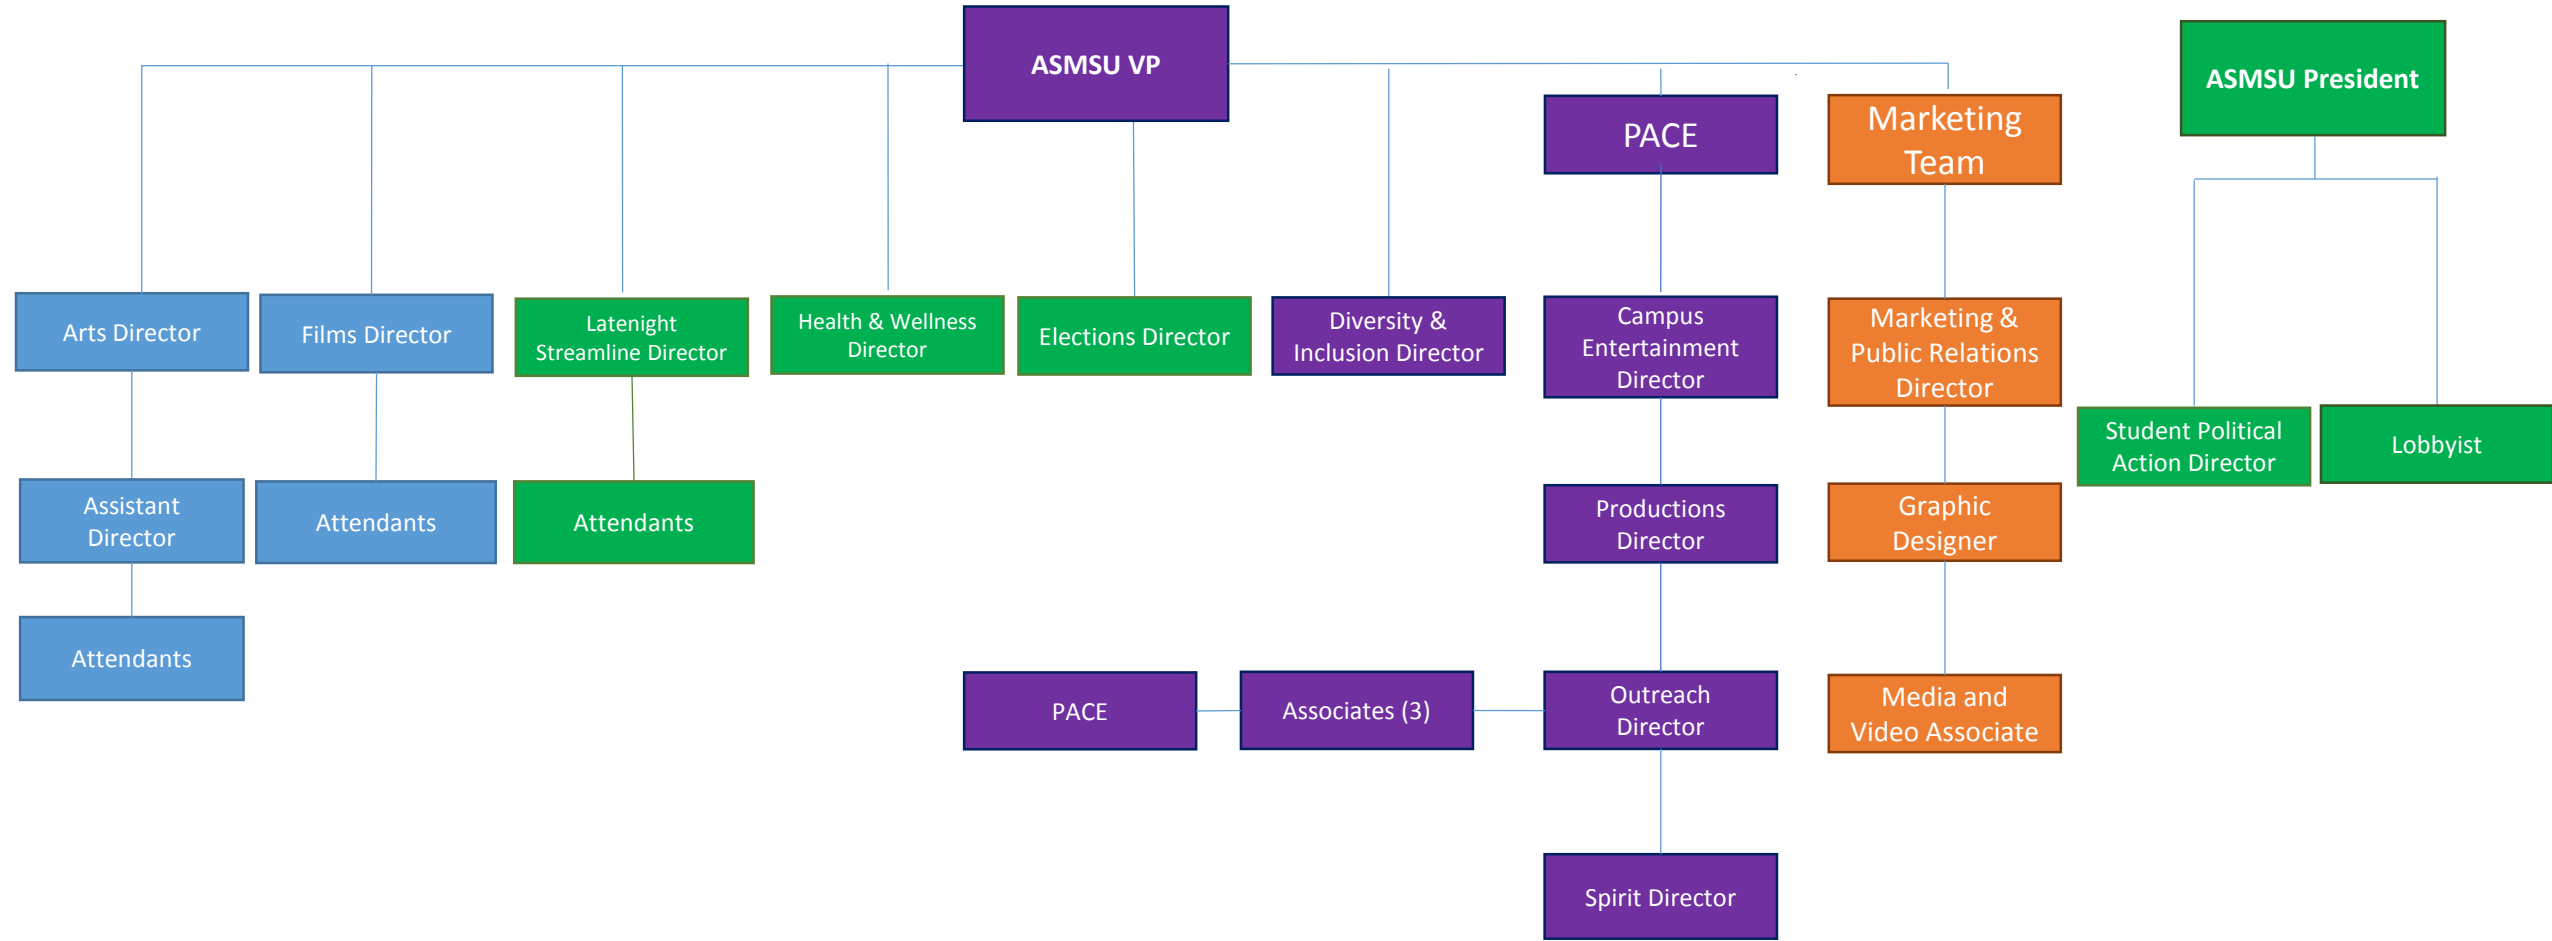 ASMSU VP
ASMSU President
PACE
Marketing
Team
Arts Director
Films Director
Latenight
Streamline Director
Health & Wellness
Director
Elections Director
Diversity &
Inclusion Director
Campus
Entertainment
Director
Marketing &
Public Relations
Director
Student Political
Action Director
Lobbyist
Assistant
Director
Attendants
Attendants
Productions
Director
Graphic
Designer
Attendants
PACE
Associates (3)
Outreach
Director
Media and
Video Associate
Spirit Director